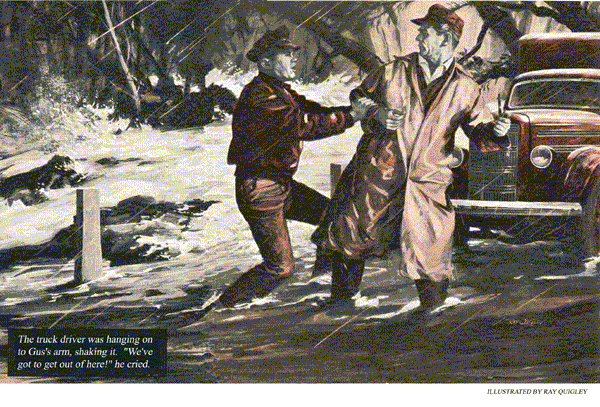 The truck driver was hanging on
to Gus's arm, shaking it. "We've
got to get out of here!" he cried.
ILLUSTRATED BY RAY QUIGLEY